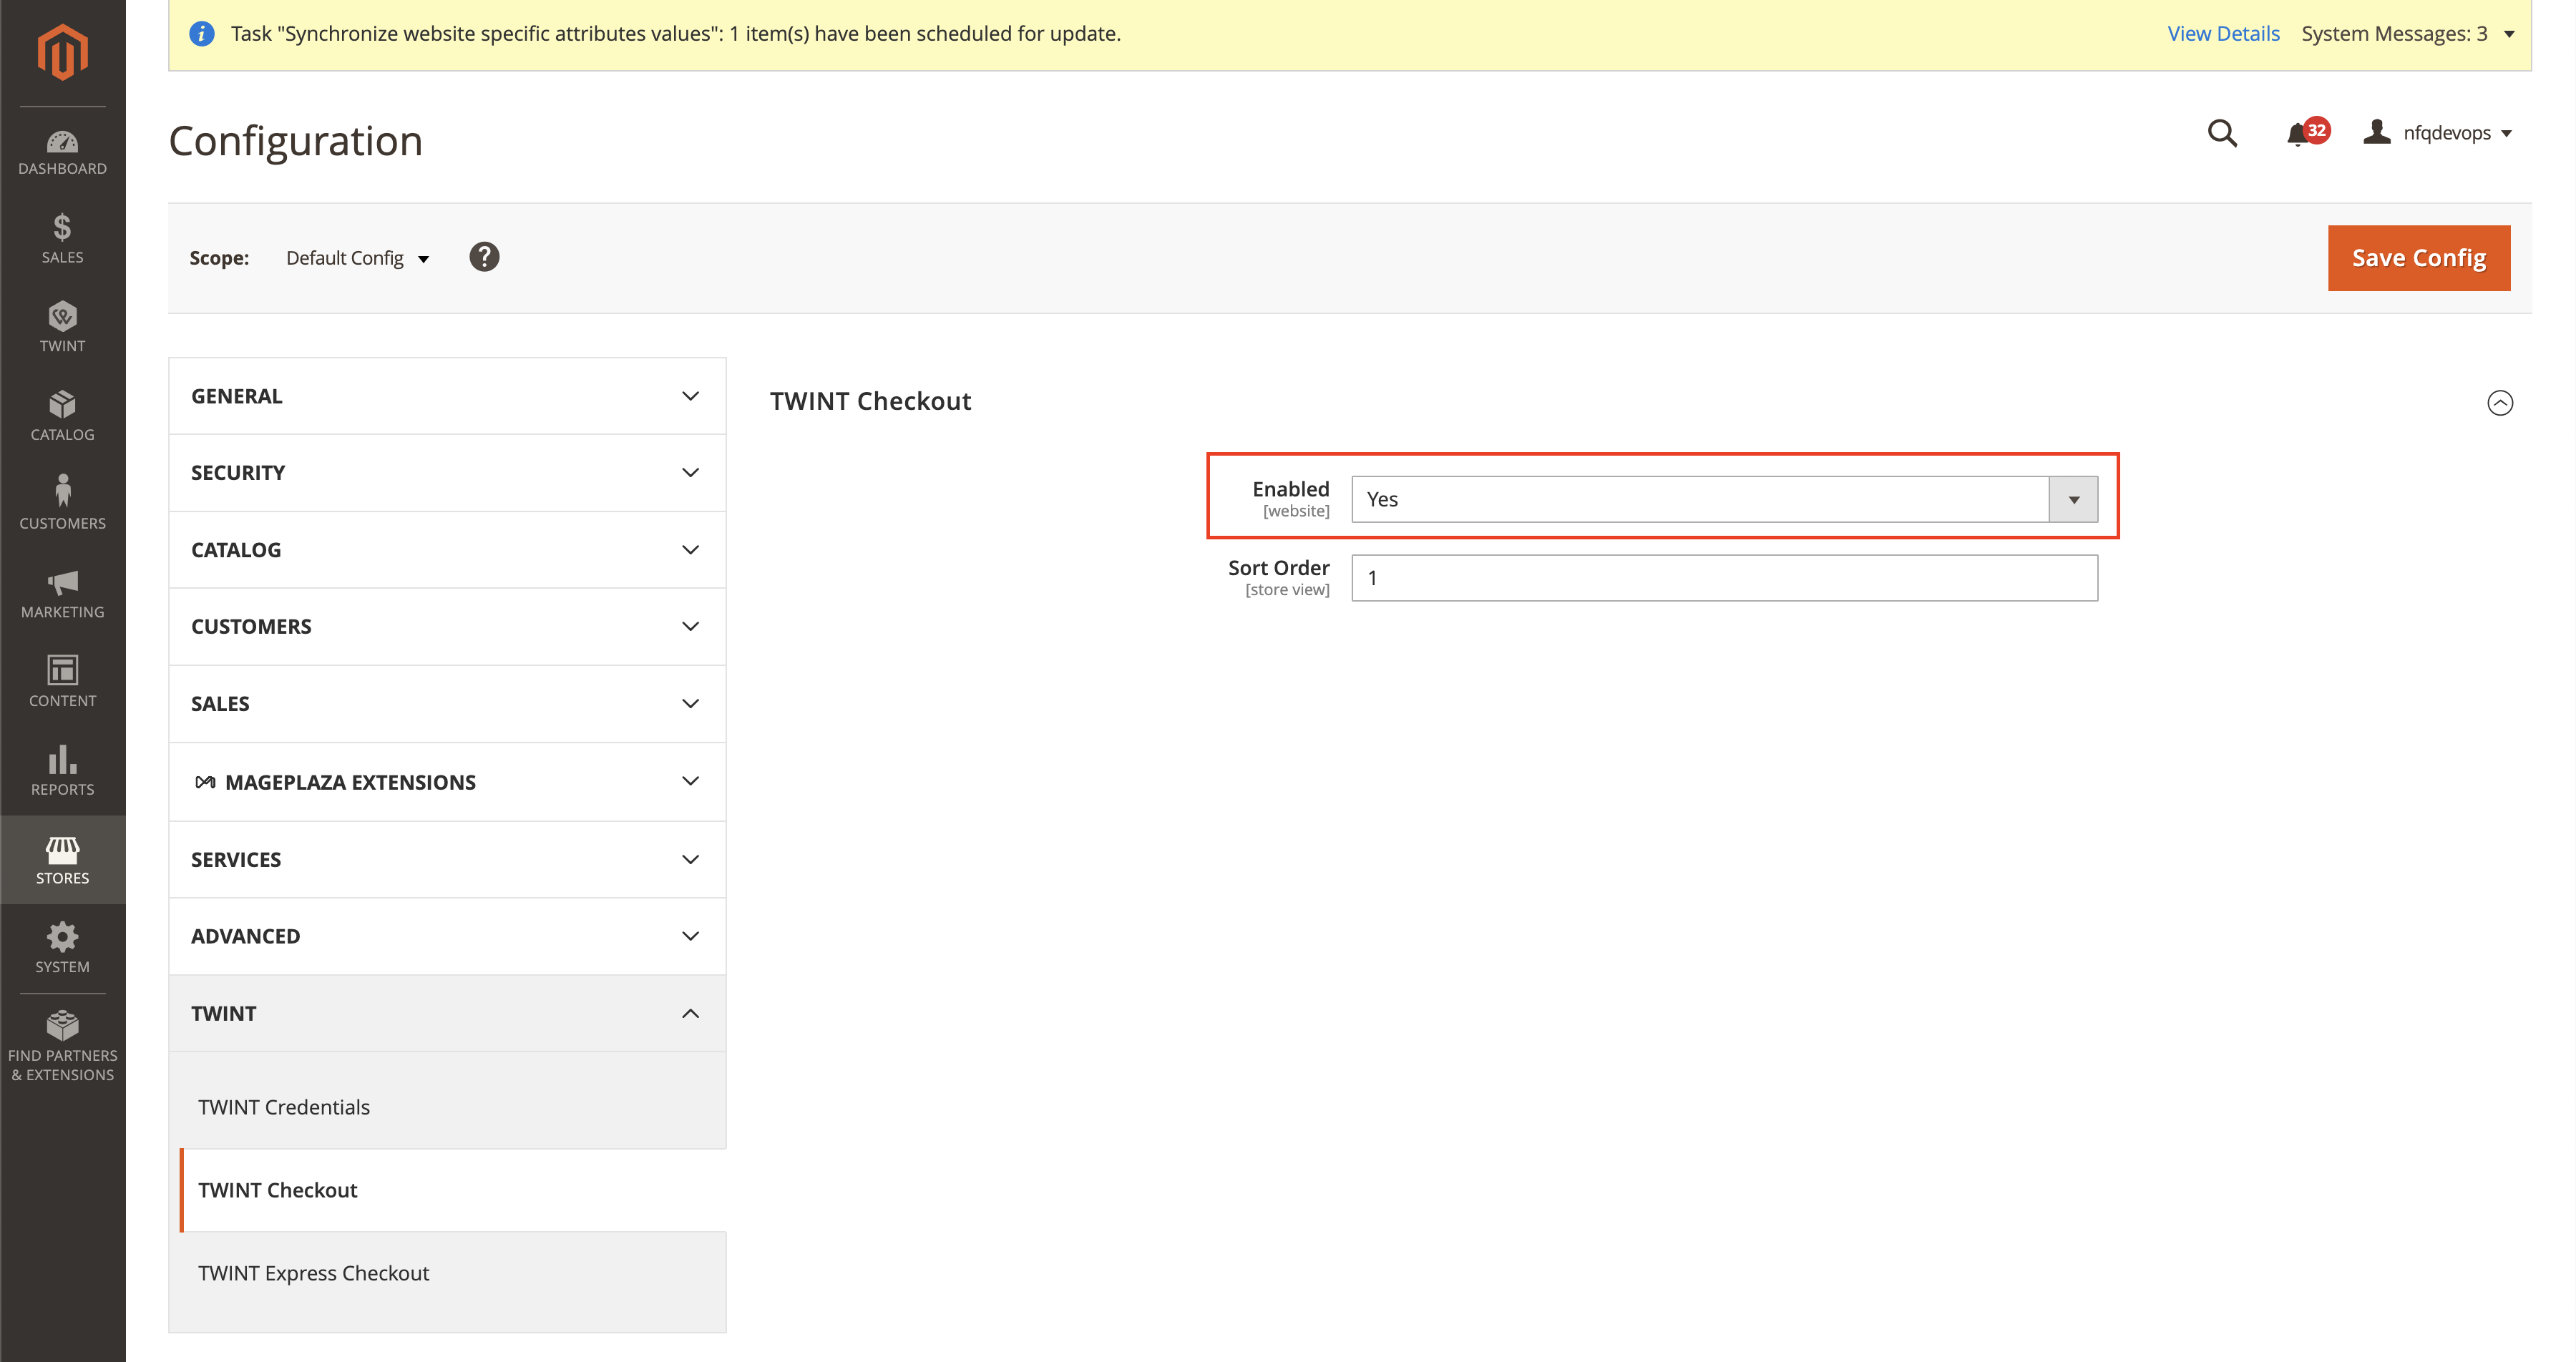 Task "Synchronize website specific attributes values": 1 item(s) have been scheduled for update.
View Details
System Messages: 3
Configuration
32
nfqdevops
Scope:
Default Config
?
Save Config
DASHBOARD
SALES
TWINT
CATALOG
CUSTOMERS
MARKETING
CONTENT
REPORTS
STORES
SYSTEM
FIND PARTNERS
& EXTENSIONS
GENERAL
SECURITY
CATALOG
CUSTOMERS
SALES
MAGEPLAZA EXTENSIONS
SERVICES
ADVANCED
TWINT
TWINT Credentials
TWINT Checkout
TWINT Express Checkout
TWINT Checkout
Enabled
[website]
Yes
Sort Order
[store view]
1